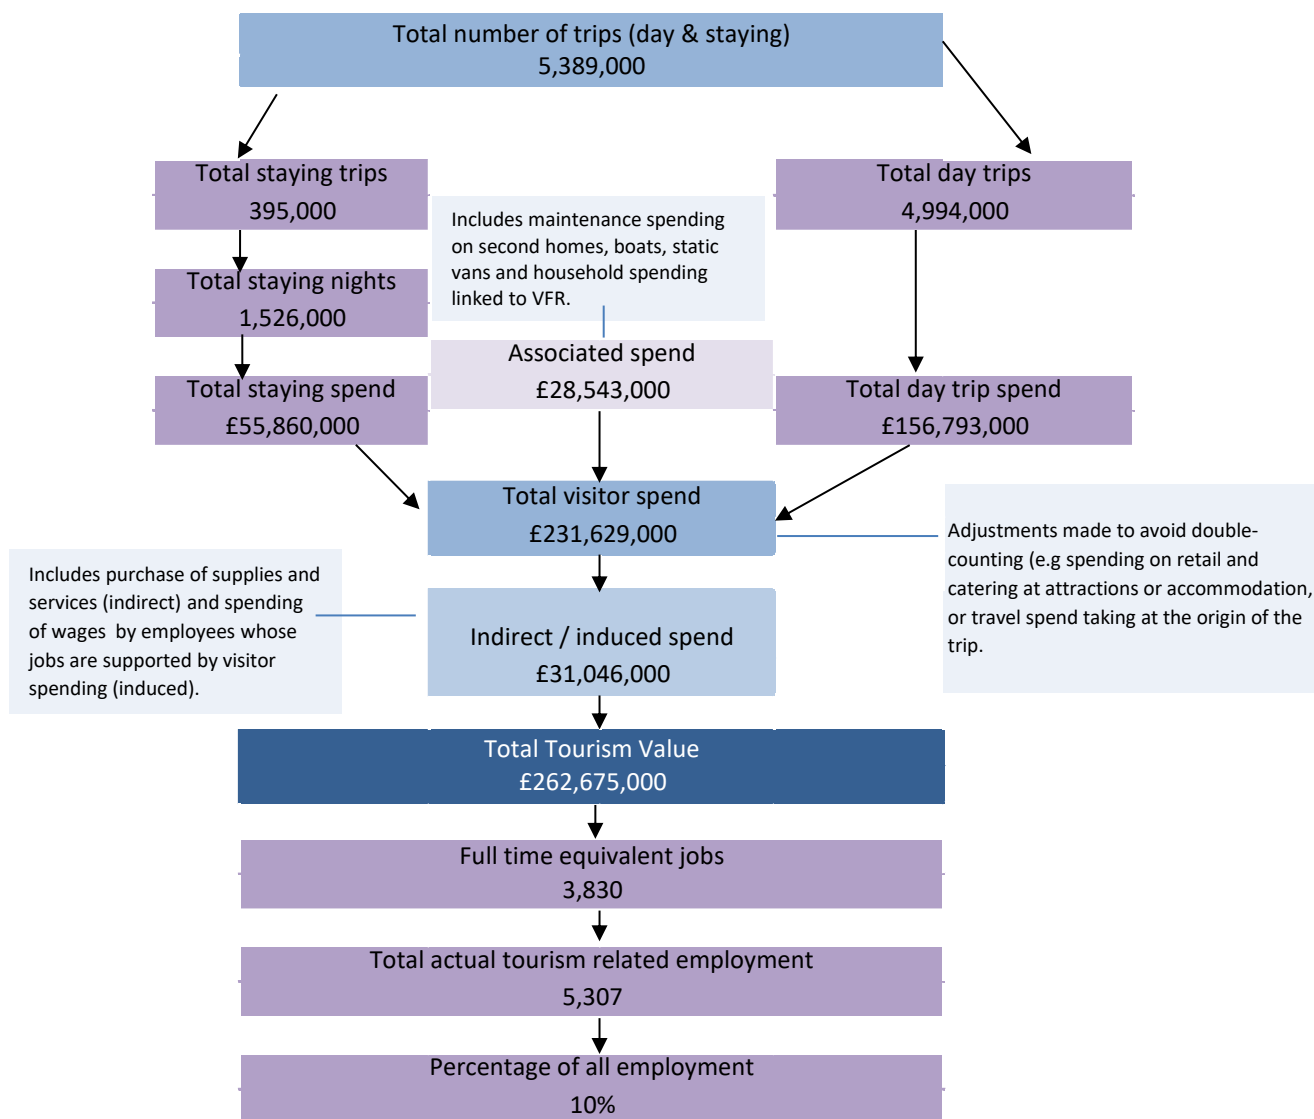 Total number of trips (day & staying)
5,389,000
Total staying trips
395,000
Total day trips
4,994,000
Includes maintenance spending
on second homes, boats, static
vans and household spending
linked to VFR.
Total staying nights
1,526,000
Associated spend
£28,543,000
Total staying spend
£55,860,000
Total day trip spend
£156,793,000
Total visitor spend
£231,629,000
Adjustments made to avoid double-
counting (e.g spending on retail and
catering at attractions or accommodation,
or travel spend taking at the origin of the
trip.
Includes purchase of supplies and
services (indirect) and spending
of wages by employees whose
jobs are supported by visitor
spending (induced).
Indirect / induced spend
£31,046,000
Total Tourism Value
£262,675,000
Full time equivalent jobs
3,830
Total actual tourism related employment
5,307
Percentage of all employment
10%